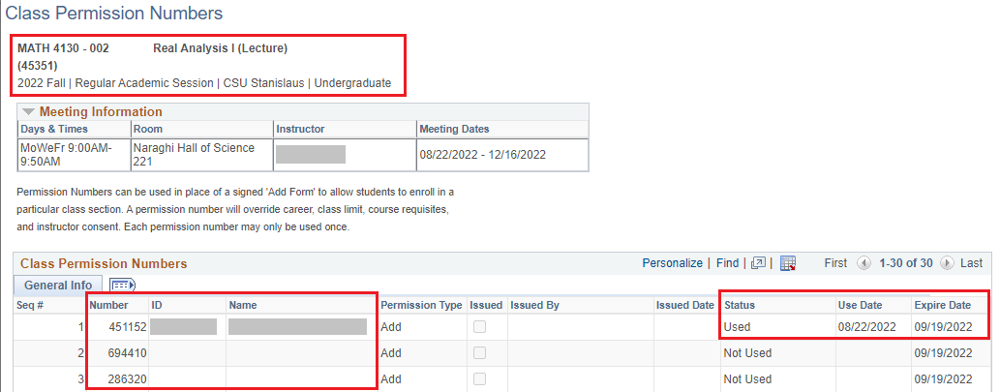 Class Permission Numbers
MATH 4130 - 002 Real Analysis I (Lecture)
(45351)
2022 Fall | Regular Academic Session | CSU Stanislaus | Undergraduate
Meeting Information
Days & Times Room Instructor Meeting Dates
MoWeFr 9:00AM- Naraghi Hall of Science 08/22/2022 - 12/16/2022
9:50AM 221
Permission Numbers can be used in place of a signed 'Add Form' to allow students to enroll in a
particular class section. A permission number will override career, class limit, course requisites,
and instructor consent. Each permission number may only be used once.
Class Permission Numbers Personalize | Find | | First 1-30 of 30 Last
General Info
Seq # Number ID Name Permission Type Issued Issued By Issued Date Status Use Date Expire Date
1 451152 Add Used 08/22/2022 09/19/2022
2 694410 Add Not Used 09/19/2022
3 286320 Add Not Used 09/19/2022